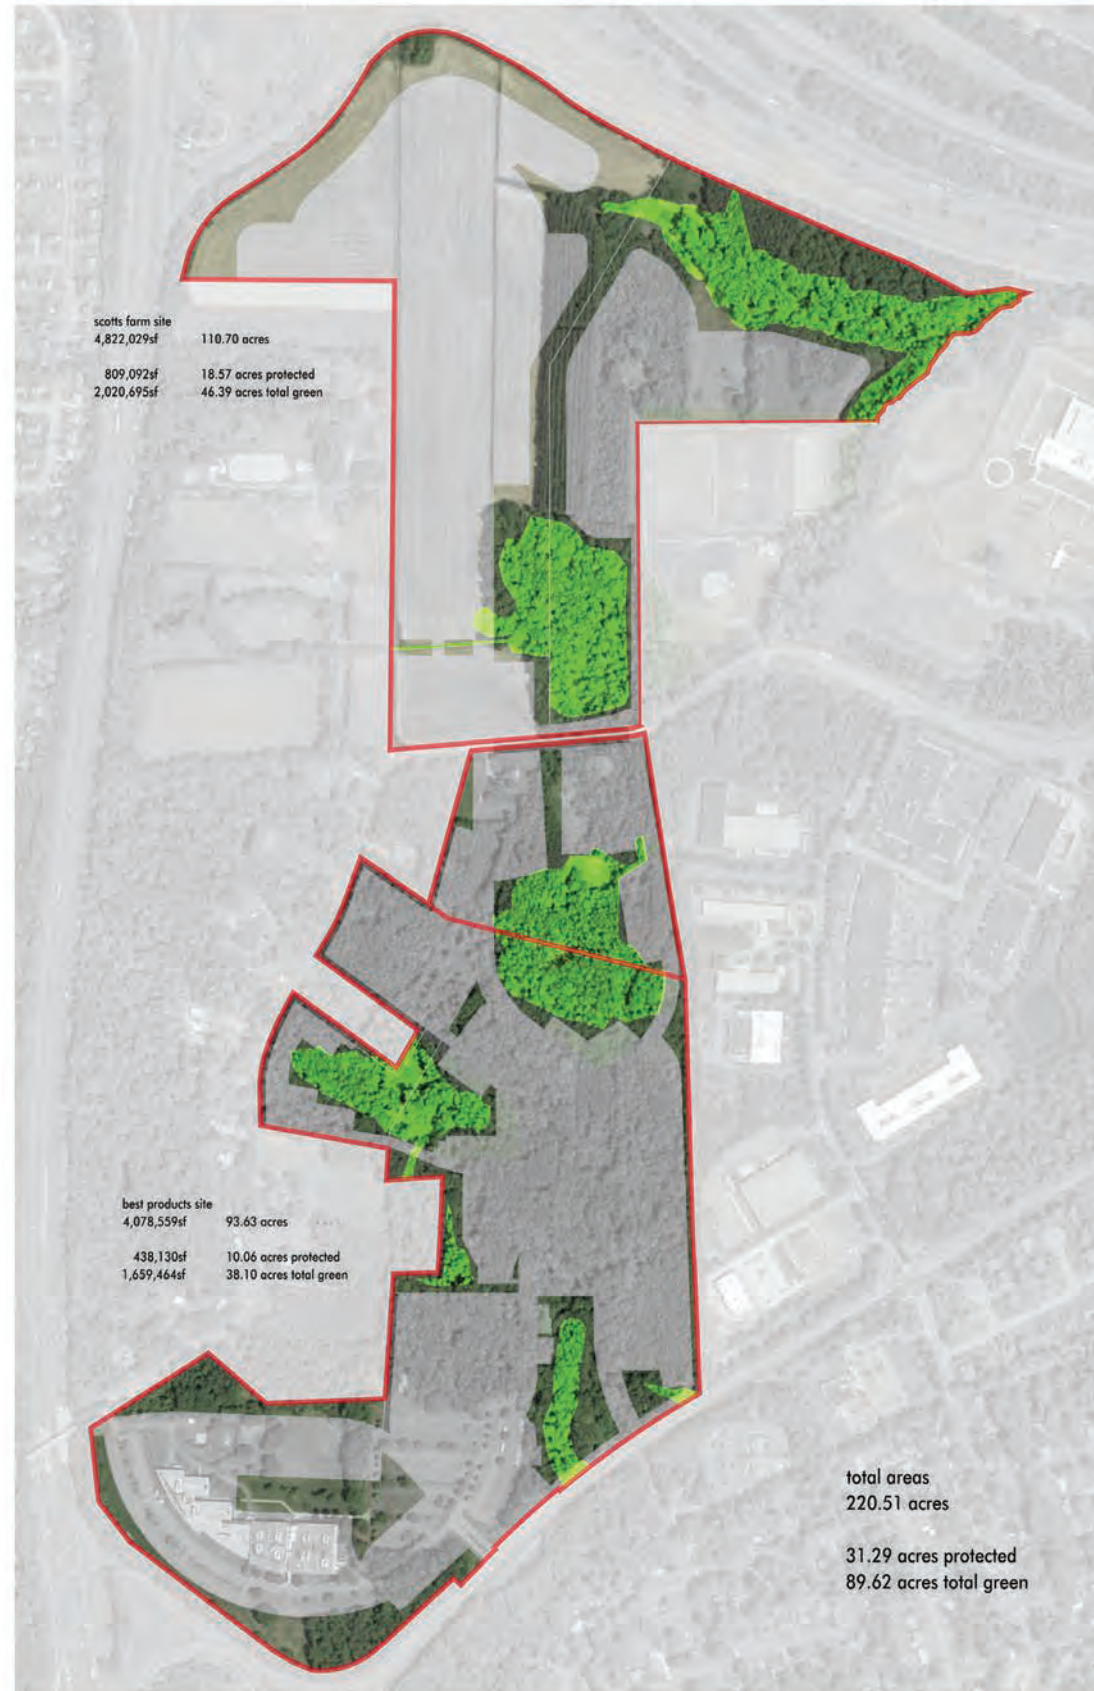 scotts farm site
4,822,029sf 110.70 acres
809,092sf 18.57 acres protected
2,020,695sf 46.39 acres total green
best products site
4,078,559sf 93.63 acres
438,130sf 10.06 acres protected
1,659,464sf 38.10 acres total green
total areas
220.51 acres
31.29 acres protected
89.62 acres total green